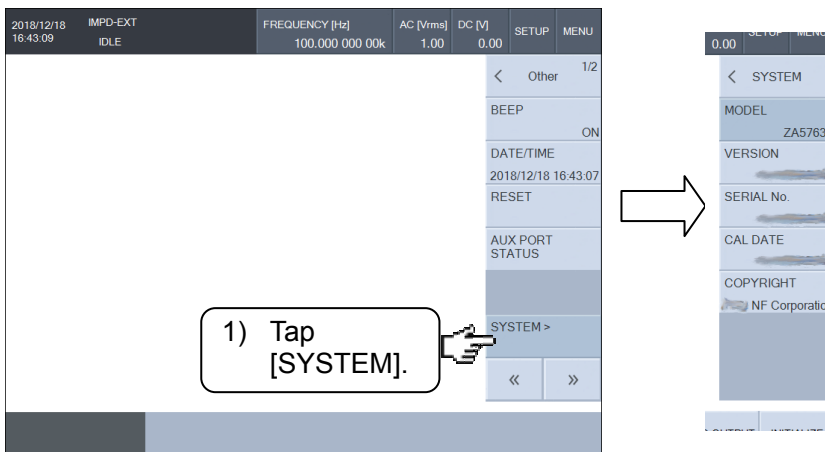 2018/12/18 IMPD-EXT FREQUENCY [Hz] AC [Vrms] DC [V] SETUP MENU
16:43:09 IDLE 100.000 000 00k 1.00 0.00
< Other 1/2
BEEP
ON
DATE/TIME
2018/12/18 16:43:07
RESET
AUX PORT
STATUS
SYSTEM >
« »
1) Tap
[SYSTEM].
SETUP MENU
0.00
< SYSTEM
MODEL
ZA5763
VERSION
SERIAL No.
CAL DATE
COPYRIGHT
NF Corporatio